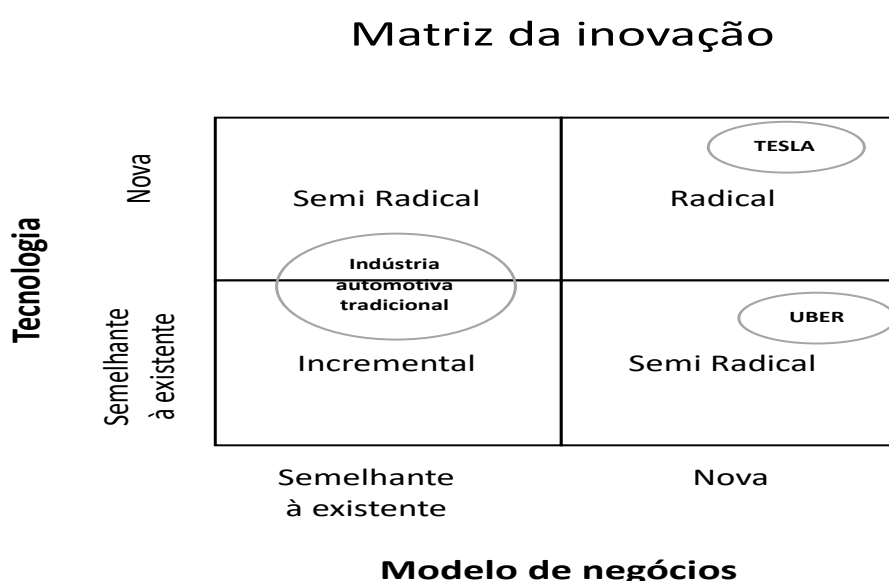 Matriz da inovação
Tecnologia
Nova
Semelhante
à existente
Semi Radical
Radical
TESLA
Indústria
automotiva
tradicional
UBER
Incremental
Semi Radical
Semelhante
à existente
Nova
Modelo de negócios